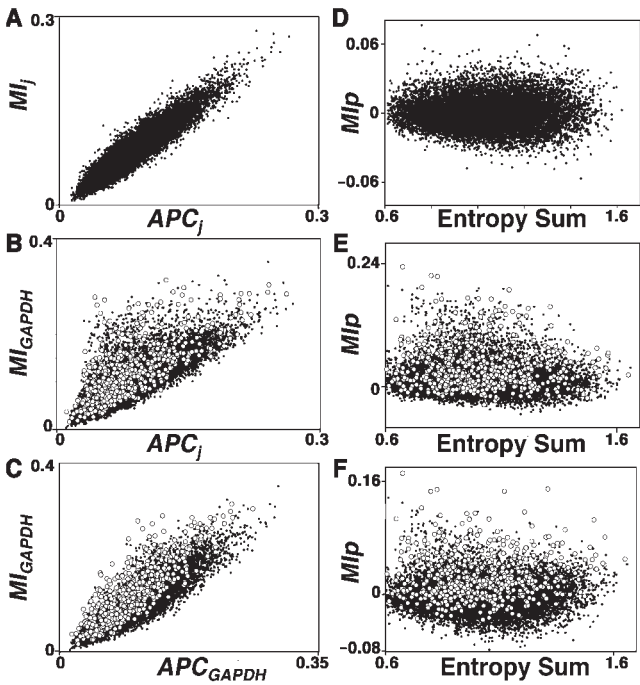 A
0.3
MIj
0
0
APCj
0.3
D
0.06
MIp
0
−0.06
0.6
Entropy Sum
1.6
B
0.4
MIGAPDH
0
0
APCj
0.3
E
0.24
MIp
0
0.6
Entropy Sum
1.6
C
0.4
MIGAPDH
0
0
APCGAPDH
0.35
F
0.16
MIp
0
−0.08
0.6
Entropy Sum
1.6